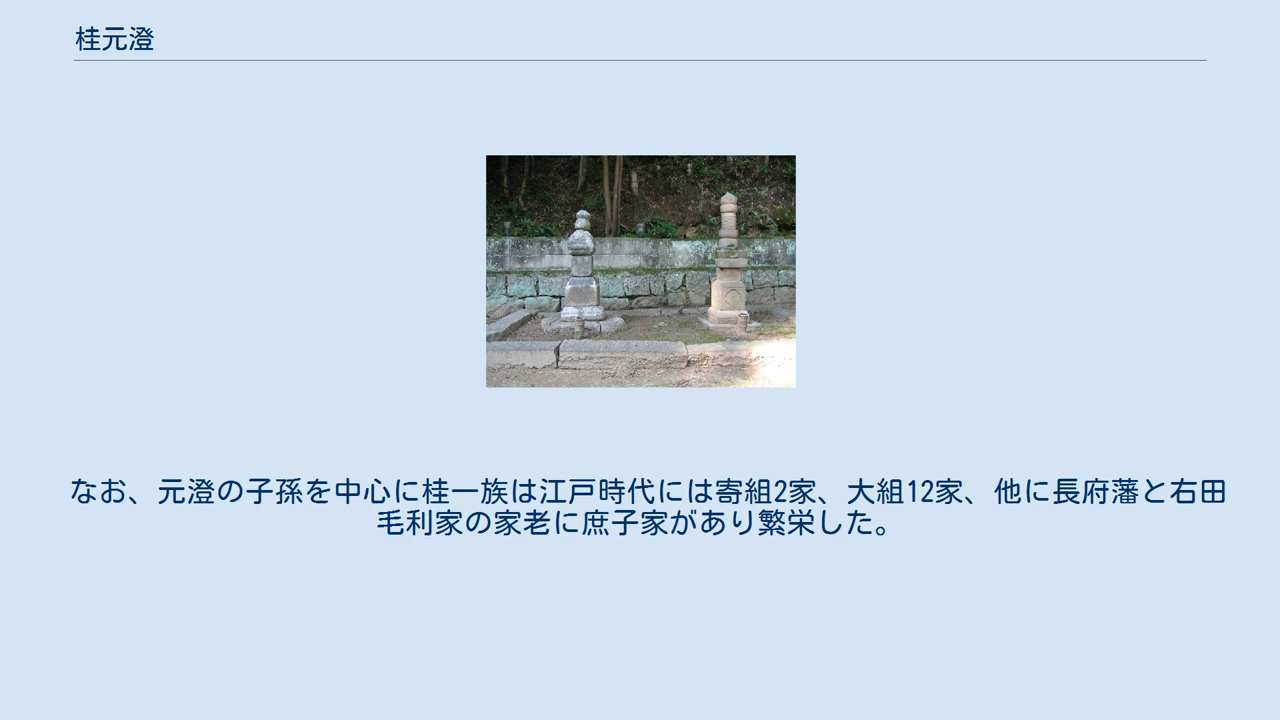 桂元澄
なお、元澄の子孫を中心に桂一族は江戸時代には寄組2家、大組12家、他に長府藩と右田
毛利家の家老に庶子家があり繁栄した。